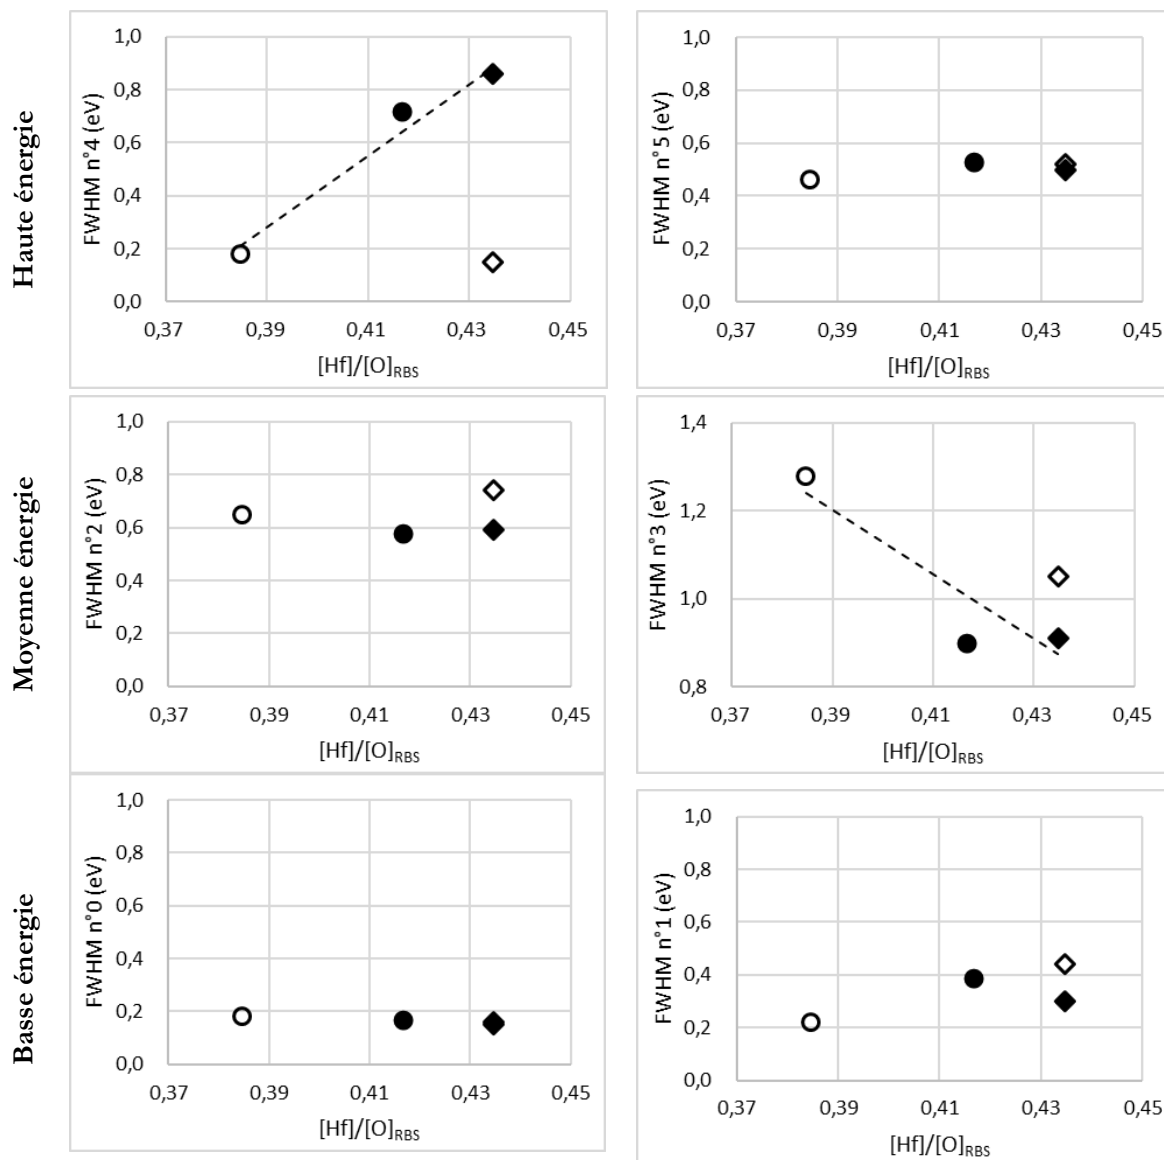 Haute énergie
FWHM n°4 (eV)
1,0
0,8
0,6
0,4
0,2
0,0
0,37 0,39 0,41 0,43 0,45
[Hf]/[O]RBS
FWHM n°5 (eV)
1,0
0,8
0,6
0,4
0,2
0,0
0,37 0,39 0,41 0,43 0,45
[Hf]/[O]RBS
Moyenne énergie
FWHM n°2 (eV)
1,0
0,8
0,6
0,4
0,2
0,0
0,37 0,39 0,41 0,43 0,45
[Hf]/[O]RBS
FWHM n°3 (eV)
1,4
1,2
1,0
0,8
0,37 0,39 0,41 0,43 0,45
[Hf]/[O]RBS
Basse énergie
FWHM n°0 (eV)
1,0
0,8
0,6
0,4
0,2
0,0
0,37 0,39 0,41 0,43 0,45
[Hf]/[O]RBS
FWHM n°1 (eV)
1,0
0,8
0,6
0,4
0,2
0,0
0,37 0,39 0,41 0,43 0,45
[Hf]/[O]RBS